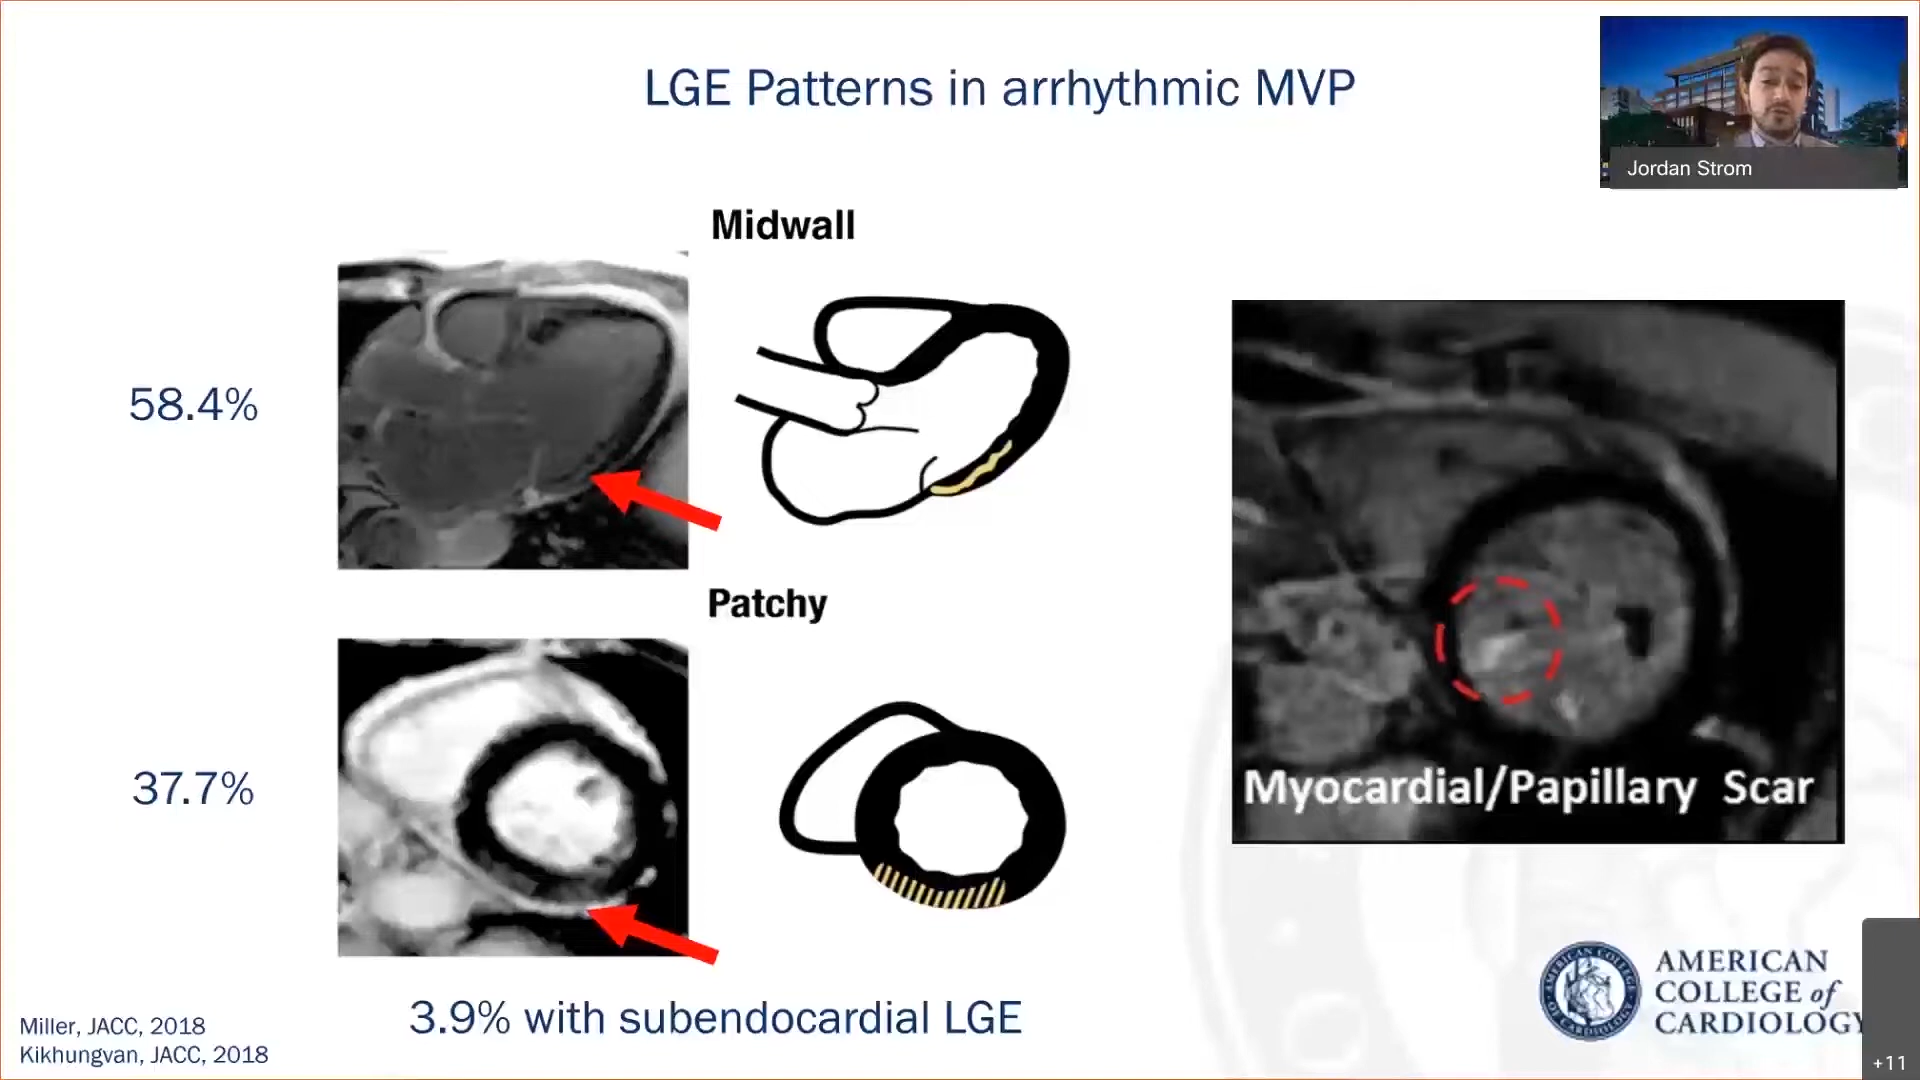 LGE Patterns in arrhythmic MVP
Jordan Strom
Midwall
58.4%
Patchy
37.7%
Myocardial/Papillary Scar
3.9% with subendocardial LGE
Miller, JACC, 2018
Kikhungvan, JACC, 2018
AMERICAN
COLLEGE of
CARDIOLOGY
+11